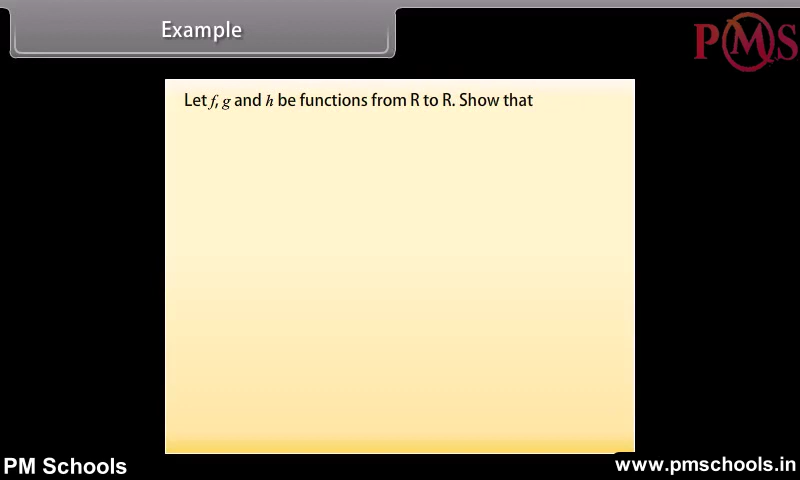 Example
PMS
Let f, g and h be functions from R to R. Show that
PM Schools
www.pmschools.in